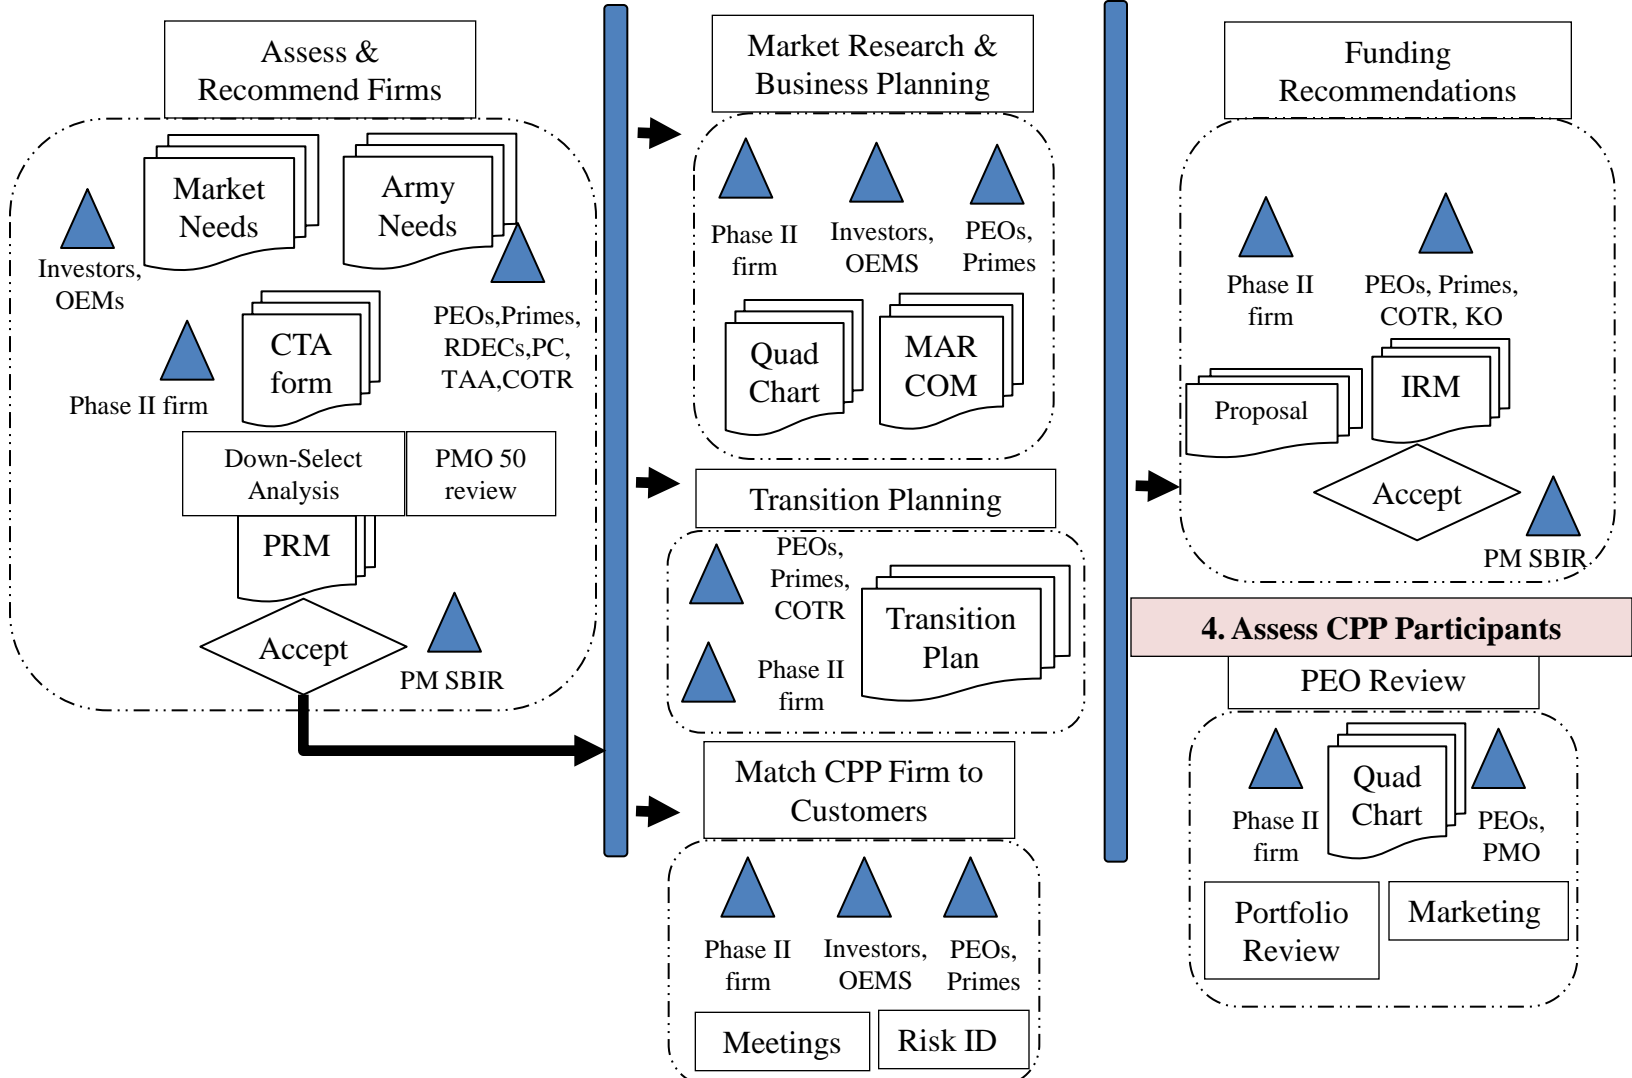 Assess &
Recommend Firms
Market
Needs
Army
Needs
Investors,
OEMs
CTA
form
PEOs,Primes,
RDECs,PC,
TAA,COTR
Phase II firm
Down-Select
Analysis
PMO 50
review
PRM
Accept
PM SBIR
Market Research &
Business Planning
Phase II
firm
Investors,
OEMS
PEOs,
Primes
Quad
Chart
MAR
COM
Transition Planning
PEOs,
Primes,
COTR
Phase II
firm
Transition
Plan
Match CPP Firm to
Customers
Phase II
firm
Investors,
OEMS
PEOs,
Primes
Meetings
Risk ID
Funding
Recommendations
Phase II
firm
PEOs, Primes,
COTR, KO
Proposal
IRM
Accept
PM SBIR
4. Assess CPP Participants
PEO Review
Phase II
firm
Quad
Chart
PEOs,
PMO
Portfolio
Review
Marketing